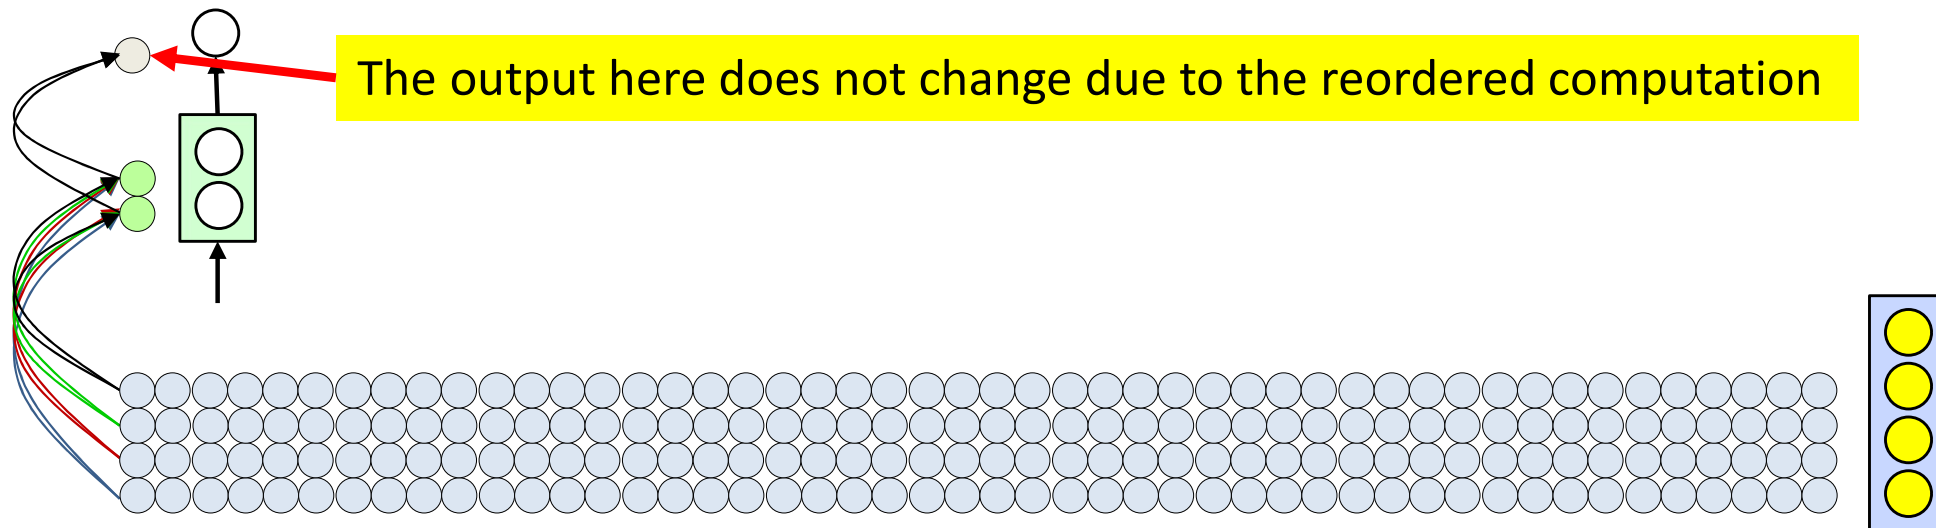 The output here does not change due to the reordered computation